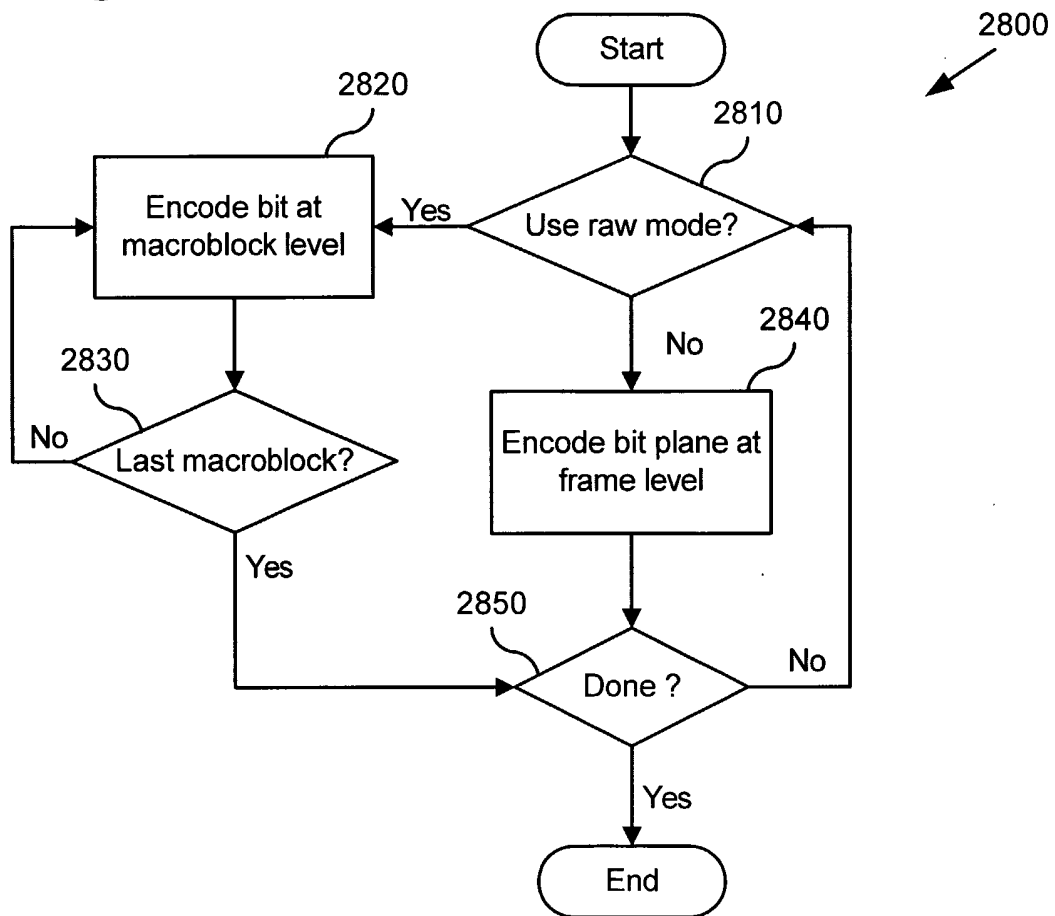 2800
Start
2820
2810
Encode bit at
macroblock level
Yes
Use raw mode?
2830
No
2840
No
Last macroblock?
Encode bit plane at
frame level
Yes
2850
Done ?
No
Yes
End